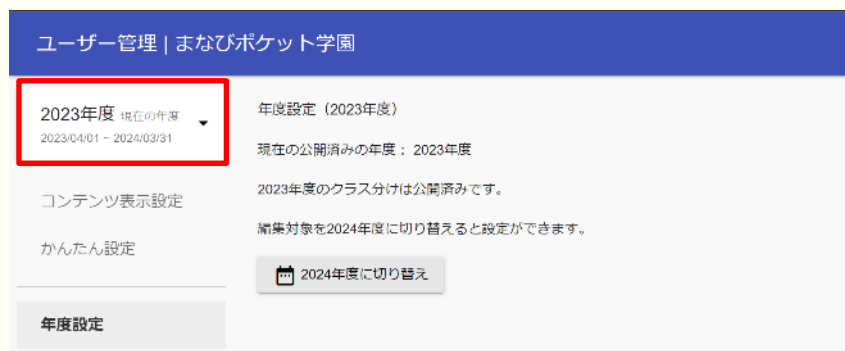 ユーザー管理 | まなびポケット学園
2023年度 現在の年度
2023/04/01 ~ 2024/03/31
コンテンツ表示設定
かんたん設定
年度設定
年度設定（2023年度）
現在の公開済みの年度： 2023年度
2023年度のクラス分けは公開済みです。
編集対象を2024年度に切り替えると設定ができます。
2024年度に切り替え